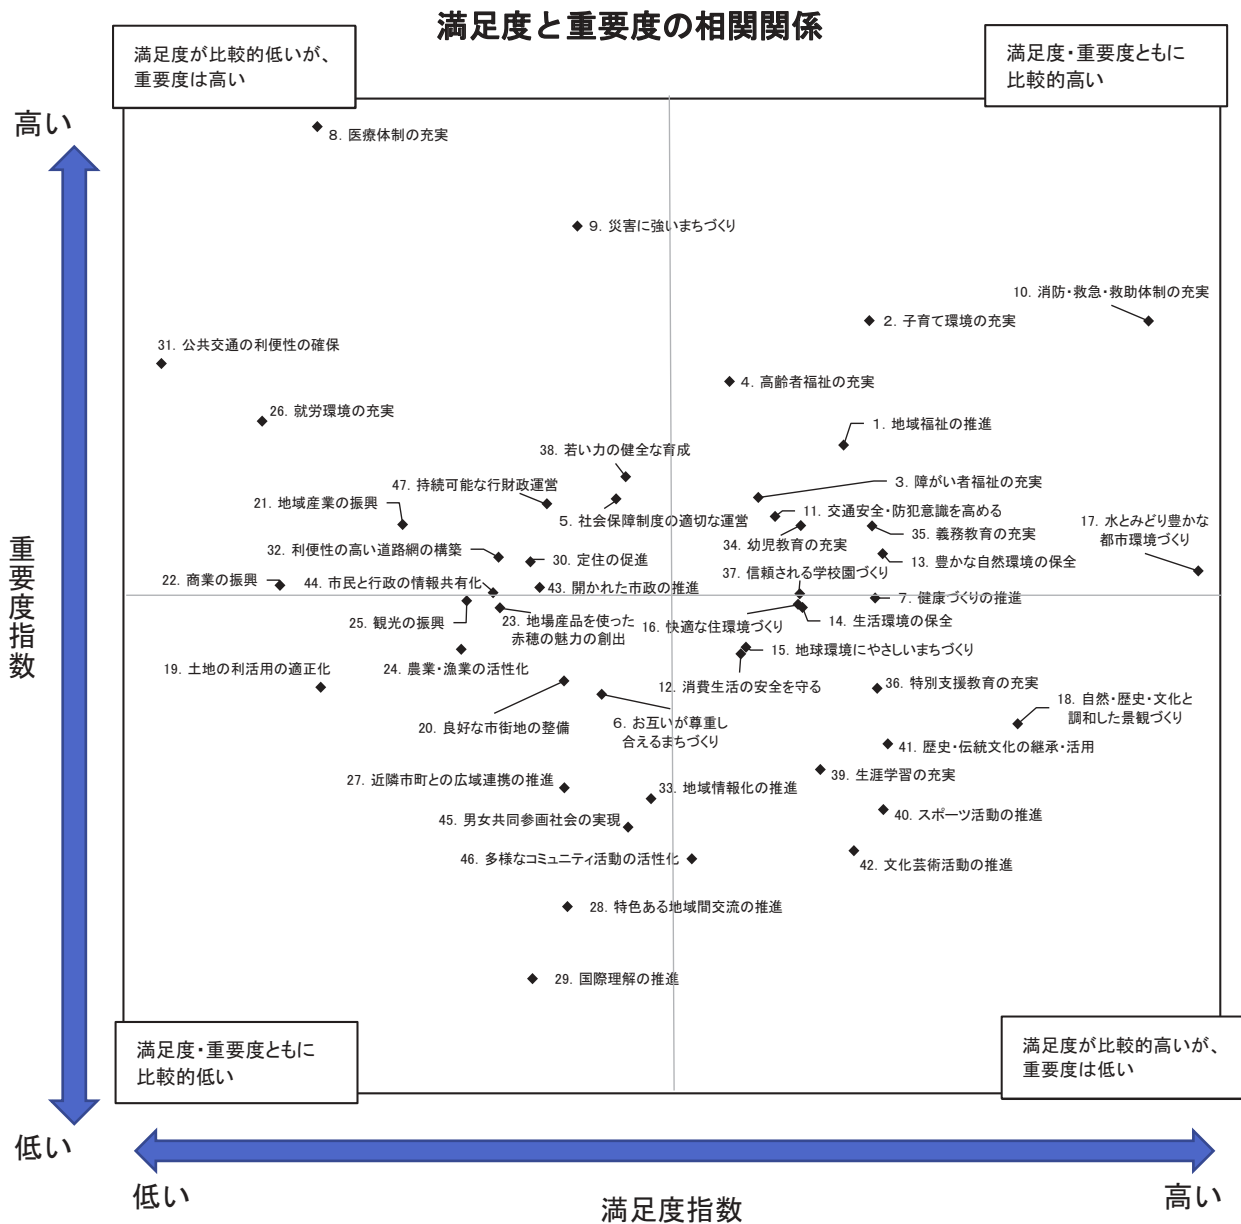 満足度と重要度の相関関係
満足度が比較的低いが、
重要度は高い
満足度・重要度ともに
比較的高い
高い
8. 医療体制の充実
9. 災害に強いまちづくり
10. 消防・救急・救助体制の充実
2. 子育て環境の充実
31. 公共交通の利便性の確保
4. 高齢者福祉の充実
26. 就労環境の充実
1. 地域福祉の推進
38. 若い力の健全な育成
47. 持続可能な行財政運営
3. 障がい者福祉の充実
21. 地域産業の振興
5. 社会保障制度の適切な運営
11. 交通安全・防犯意識を高める
17. 水とみどり豊かな
都市環境づくり
35. 義務教育の充実
34. 幼児教育の充実
32. 利便性の高い道路網の構築
30. 定住の促進
13. 豊かな自然環境の保全
37. 信頼される学校園づくり
22. 商業の振興
44. 市民と行政の情報共有化
43. 開かれた市政の推進
7. 健康づくりの推進
25. 観光の振興
23. 地場産品を使った
赤穂の魅力の創出
16. 快適な住環境づくり
14. 生活環境の保全
15. 地球環境にやさしいまちづくり
19. 土地の利活用の適正化
24. 農業・漁業の活性化
12. 消費生活の安全を守る
36. 特別支援教育の充実
18. 自然・歴史・文化と
調和した景観づくり
20. 良好な市街地の整備
6. お互いが尊重し
合えるまちづくり
41. 歴史・伝統文化の継承・活用
39. 生涯学習の充実
27. 近隣市町との広域連携の推進
33. 地域情報化の推進
40. スポーツ活動の推進
45. 男女共同参画社会の実現
46. 多様なコミュニティ活動の活性化
42. 文化芸術活動の推進
28. 特色ある地域間交流の推進
29. 国際理解の推進
重要度指数
満足度・重要度ともに
比較的低い
満足度が比較的高いが、
重要度は低い
低い
低い
満足度指数
高い